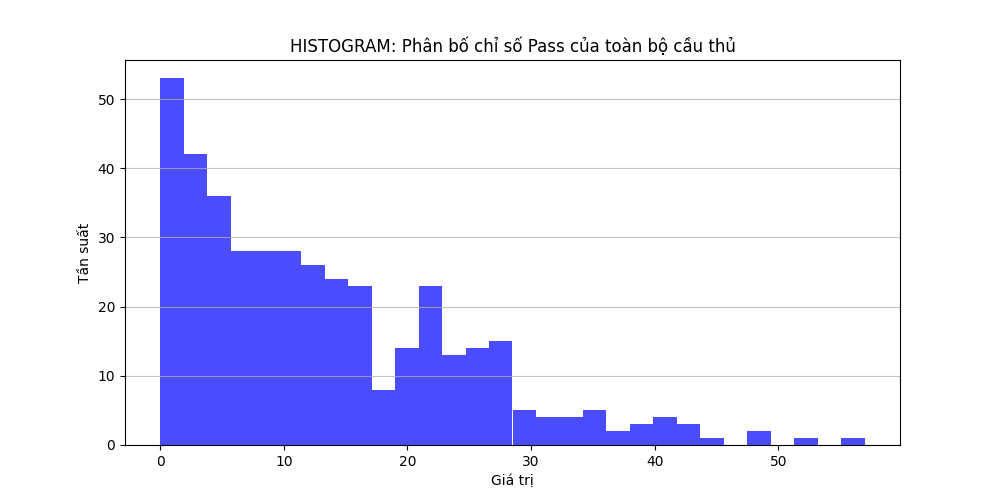 HISTOGRAM: Phân bố chỉ số Pass của toàn bộ cầu thủ
50
40
30
20
10
0
Tần suất
0 10 20 30 40 50
Giá trị